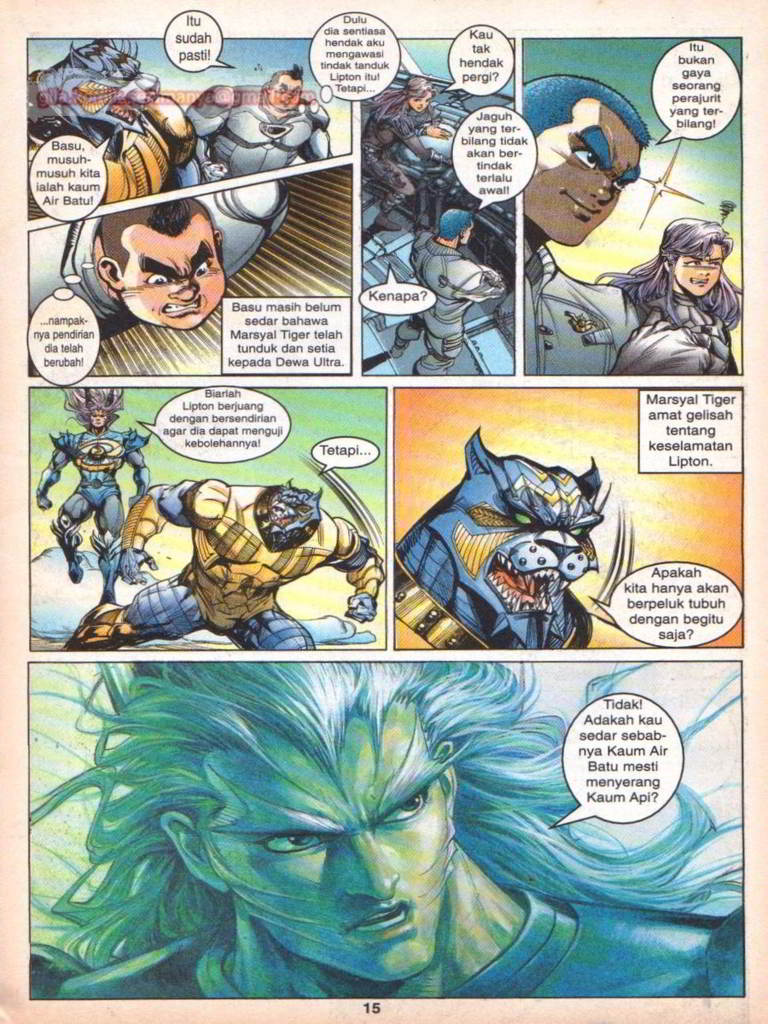 Itu
sudah
pasti!
Dulu
dia sentiasa
hendak aku
mengawasi
tindak tanduk
Lipton itu!
Tetapi...
Basu,
musuh-
musuh kita
ialah kaum
Air Batu!
...nampak-
nya pendirian
dia telah
berubah!
Basu masih belum
sedar bahawa
Marsyal Tiger telah
tunduk dan setia
kepada Dewa Ultra.
Kau
tak
hendak
pergi?
Jaguh
yang ter-
bilang tidak
akan ber-
tindak
terlalu
awal!
Kenapa?
Itu
bukan
gaya
seorang
perajurit
yang ter-
bilang!
Biarlah
Lipton berjuang
dengan bersendirian
agar dia dapat menguji
kebolehannya!
Tetapi...
Marsyal Tiger
amat gelisah
tentang
keselamatan
Lipton.
Apakah
kita hanya akan
berpeluk tubuh
dengan begitu
saja?
Tidak!
Adakah kau
sedar sebab-
nya Kaum Air
Batu mesti
menyerang
Kaum Api?
15